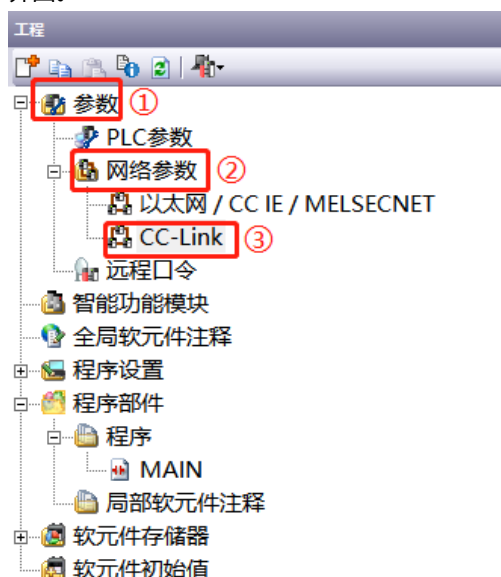 工程
参数 ①
PLC参数
网络参数 ②
以太网 / CC IE / MELSECNET
CC-Link ③
远程口令
智能功能模块
全局软元件注释
程序设置
程序部件
程序
MAIN
局部软元件注释
软元件存储器
软元件初始值